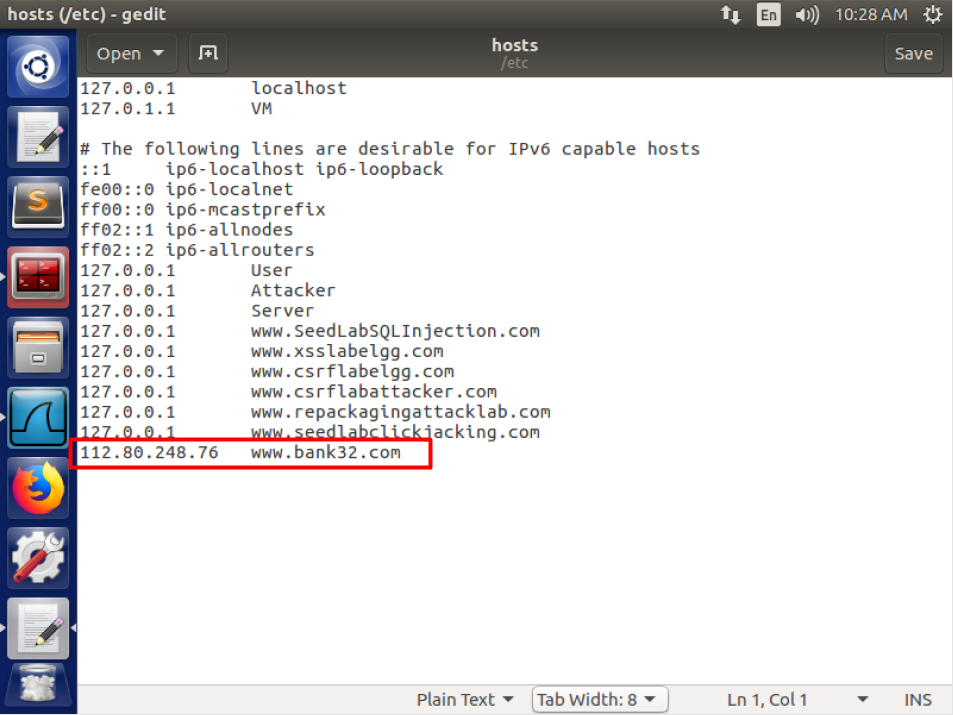 hosts (/etc) - gedit
En
10:28 AM
Open
hosts
/etc
Save
127.0.0.1 localhost
127.0.1.1 VM
# The following lines are desirable for IPv6 capable hosts
::1 ip6-localhost ip6-loopback
fe00::0 ip6-localnet
ff00::0 ip6-mcastprefix
ff02::1 ip6-allnodes
ff02::2 ip6-allrouters
127.0.0.1 User
127.0.0.1 Attacker
127.0.0.1 Server
127.0.0.1 www.SeedLabSQLInjection.com
127.0.0.1 www.xsslabelgg.com
127.0.0.1 www.csrflabelgg.com
127.0.0.1 www.csrflabattacker.com
127.0.0.1 www.repackagingattacklab.com
127.0.0.1 www.seedlabclickjacking.com
112.80.248.76 www.bank32.com
Plain Text
Tab Width: 8
Ln 1, Col 1
INS